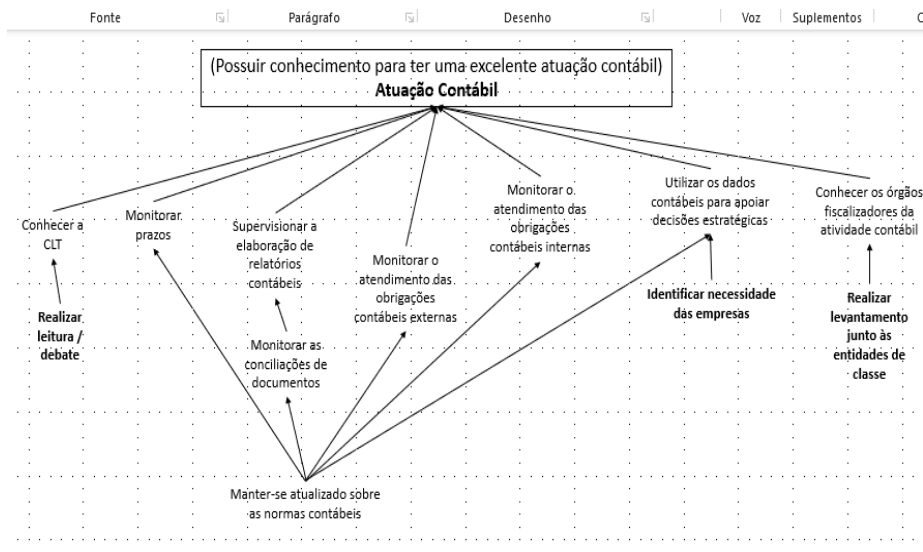 Fonte
Parágrafo
Desenho
Voz
Suplementos
(Possuir conhecimento para ter uma excelente atuação contábil)
Atuação Contábil
Conhecer a
CLT
Monitorar
prazos
Supervisionar a
elaboração de
relatórios
contábeis
Monitorar o
atendimento das
obrigações
contábeis externas
Monitorar o
atendimento das
obrigações
contábeis internas
Utilizar os dados
contábeis para apoiar
decisões estratégicas
Conhecer os órgãos
fiscalizadores da
atividade contábil
Realizar
leitura /
debate
Monitorar as
conciliações de
documentos
Identificar necessidade
das empresas
Realizar
levantamento
junto às
entidades de
classe
Manter-se atualizado sobre
as normas contábeis